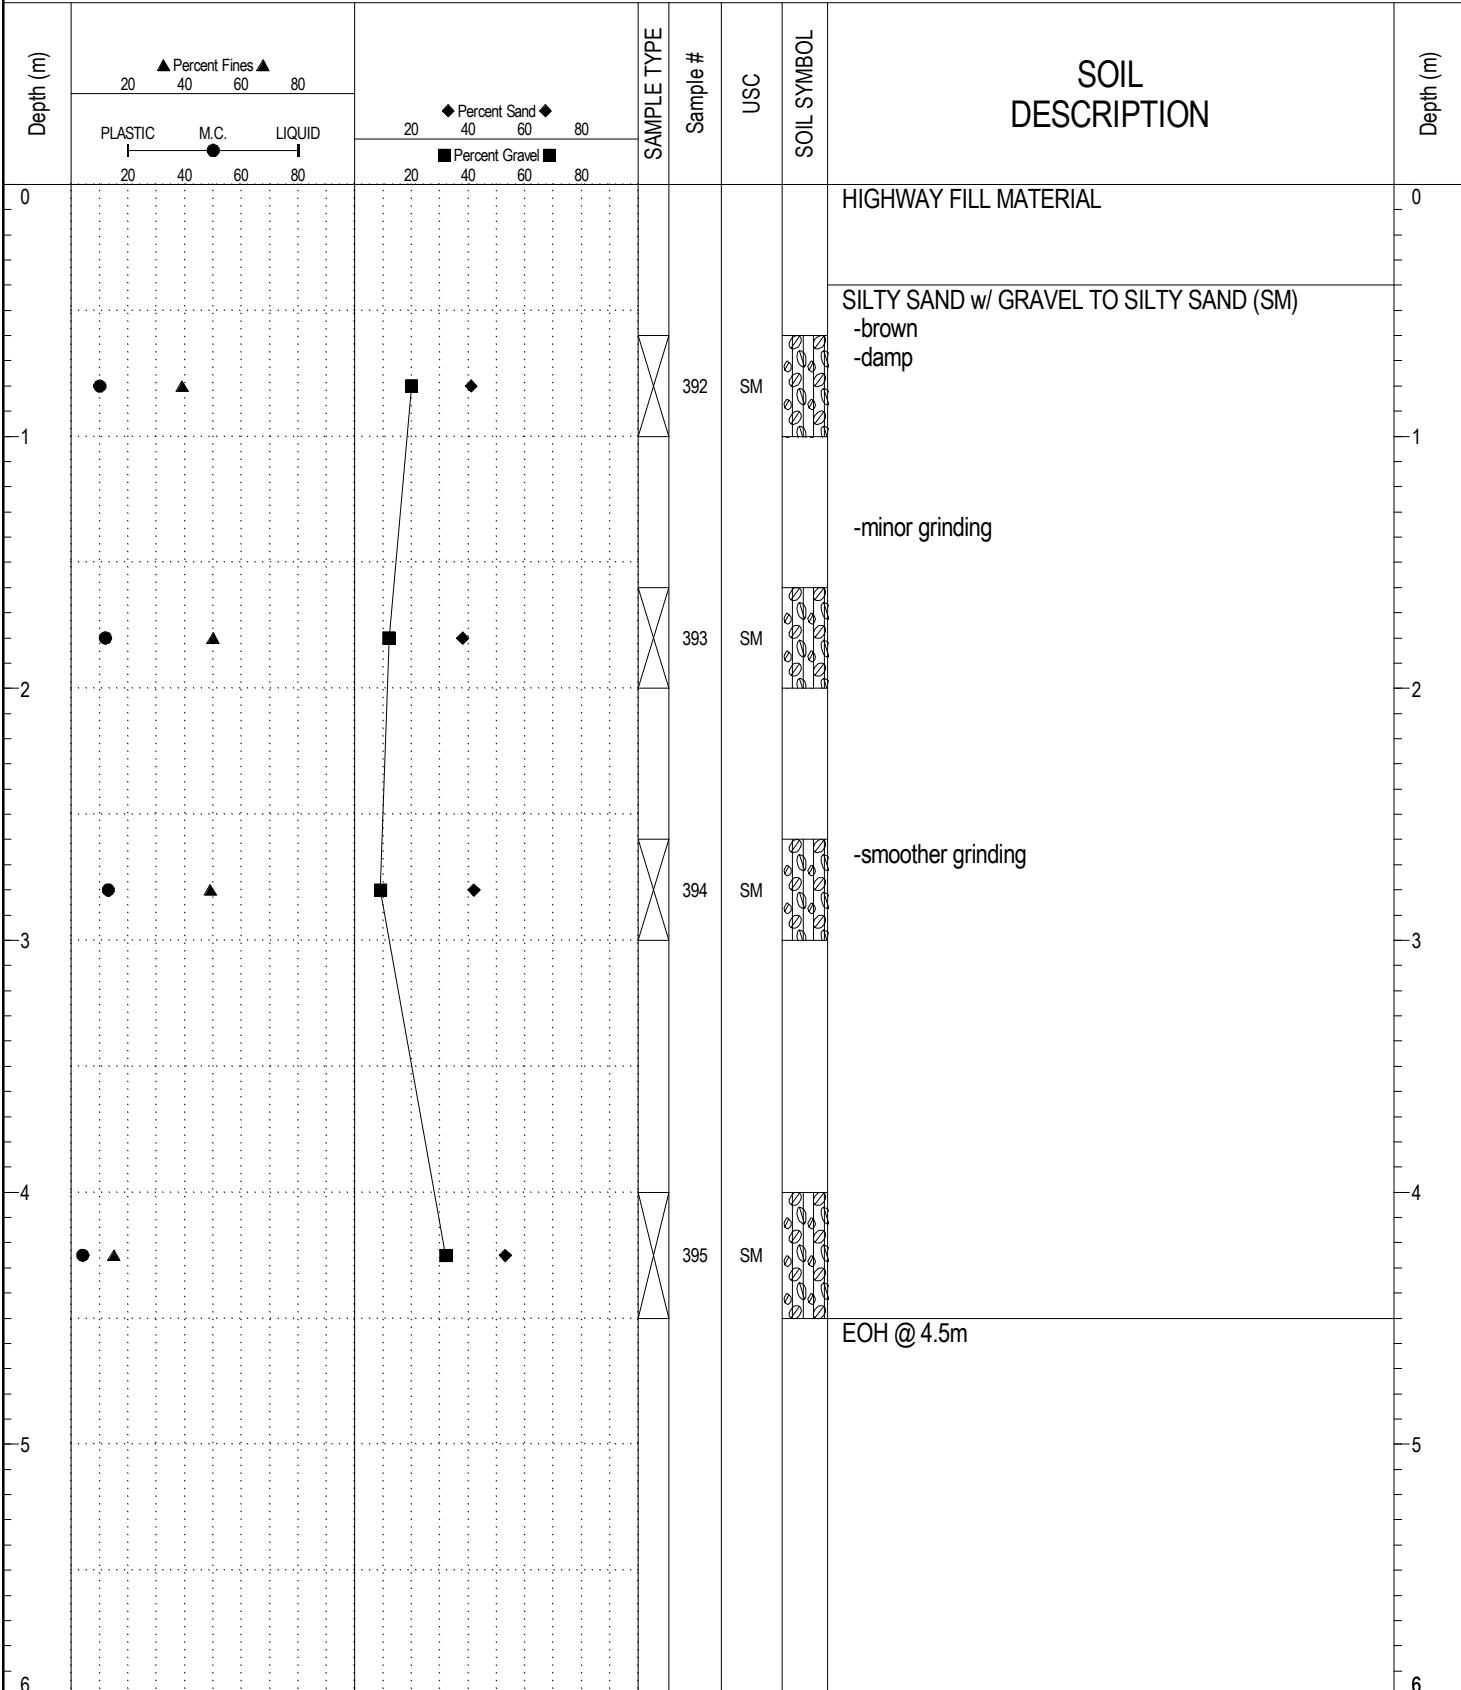 Depth (m)
▲ Percent Fines ▲
20 40 60 80
PLASTIC M.C. LIQUID
20 40 60 80
◆ Percent Sand ◆
20 40 60 80
■ Percent Gravel ■
20 40 60 80
SAMPLE TYPE
Sample #
USC
SOIL SYMBOL
SOIL
DESCRIPTION
Depth (m)
0 HIGHWAY FILL MATERIAL 0
SILTY SAND w/ GRAVEL TO SILTY SAND (SM)
-brown
-damp
392 SM
1 1
-minor grinding
393 SM
2 2
-smoother grinding
394 SM
3 3
4 4
395 SM
EOH @ 4.5m
5 5
6 6